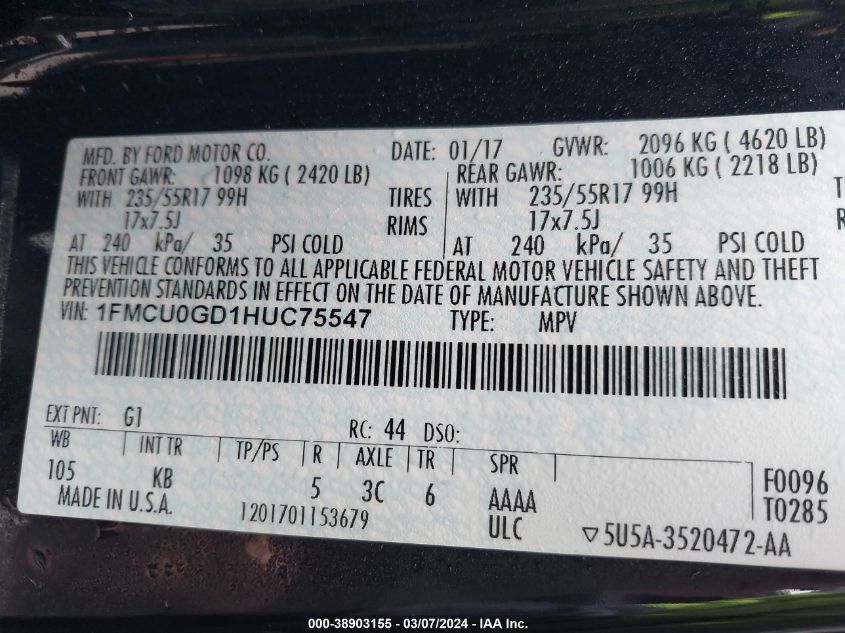 MFD. BY FORD MOTOR CO. DATE: 01/17 GVWR: 2096 KG ( 4620 LB)
FRONT GAWR: 1098 KG ( 2420 LB) REAR GAWR: 1006 KG ( 2218 LB)
WITH 235/55R17 99H TIRES WITH 235/55R17 99H
17x7.5J RIMS 17x7.5J
AT 240 kPa/ 35 PSI COLD AT 240 kPa/ 35 PSI COLD
THIS VEHICLE CONFORMS TO ALL APPLICABLE FEDERAL MOTOR VEHICLE SAFETY AND THEFT
PREVENTION STANDARDS IN EFFECT ON THE DATE OF MANUFACTURE SHOWN ABOVE.
VIN: 1FMCU0GD1HUC75547 TYPE: MPV
EXT PNT: G1 RC: 44 DSO:
WB INT TR TP/PS R AXLE TR SPR
105 KB 5 3C 6 AAAA F0096
MADE IN U.S.A. 1201701153679 ULC T0285
▽5U5A-3520472-AA
000-38903155 - 03/07/2024 - IAA Inc.